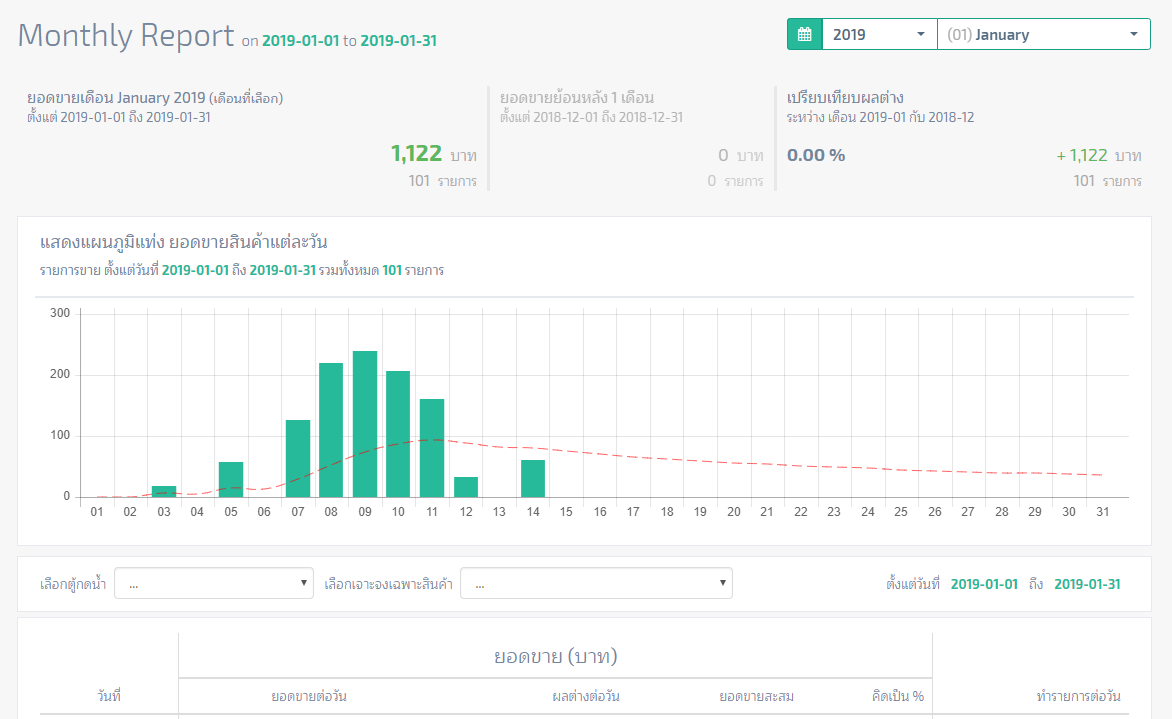 Monthly Report on 2019-01-01 to 2019-01-31
2019
(01) January
ยอดขายเดือน January 2019 (เดือนที่เลือก)
ตั้งแต่ 2019-01-01 ถึง 2019-01-31
1,122 บาท
101 รายการ
ยอดขายย้อนหลัง 1 เดือน
ตั้งแต่ 2018-12-01 ถึง 2018-12-31
0 บาท
0 รายการ
เปรียบเทียบผลต่าง
ระหว่าง เดือน 2019-01 กับ 2018-12
0.00 %
+ 1,122 บาท
101 รายการ
แสดงแผนภูมิแท่ง ยอดขายสินค้าแต่ละวัน
รายการขาย ตั้งแต่วันที่ 2019-01-01 ถึง 2019-01-31 รวมทั้งหมด 101 รายการ
300
200
100
0
01 02 03 04 05 06 07 08 09 10 11 12 13 14 15 16 17 18 19 20 21 22 23 24 25 26 27 28 29 30 31
เลือกตู้กดน้ำ ... เลือกเจาะจงเฉพาะสินค้า ... ตั้งแต่วันที่ 2019-01-01 ถึง 2019-01-31
ยอดขาย (บาท)
วันที่ ยอดขายต่อวัน ผลต่างต่อวัน ยอดขายสะสม คิดเป็น % ทำรายการต่อวัน